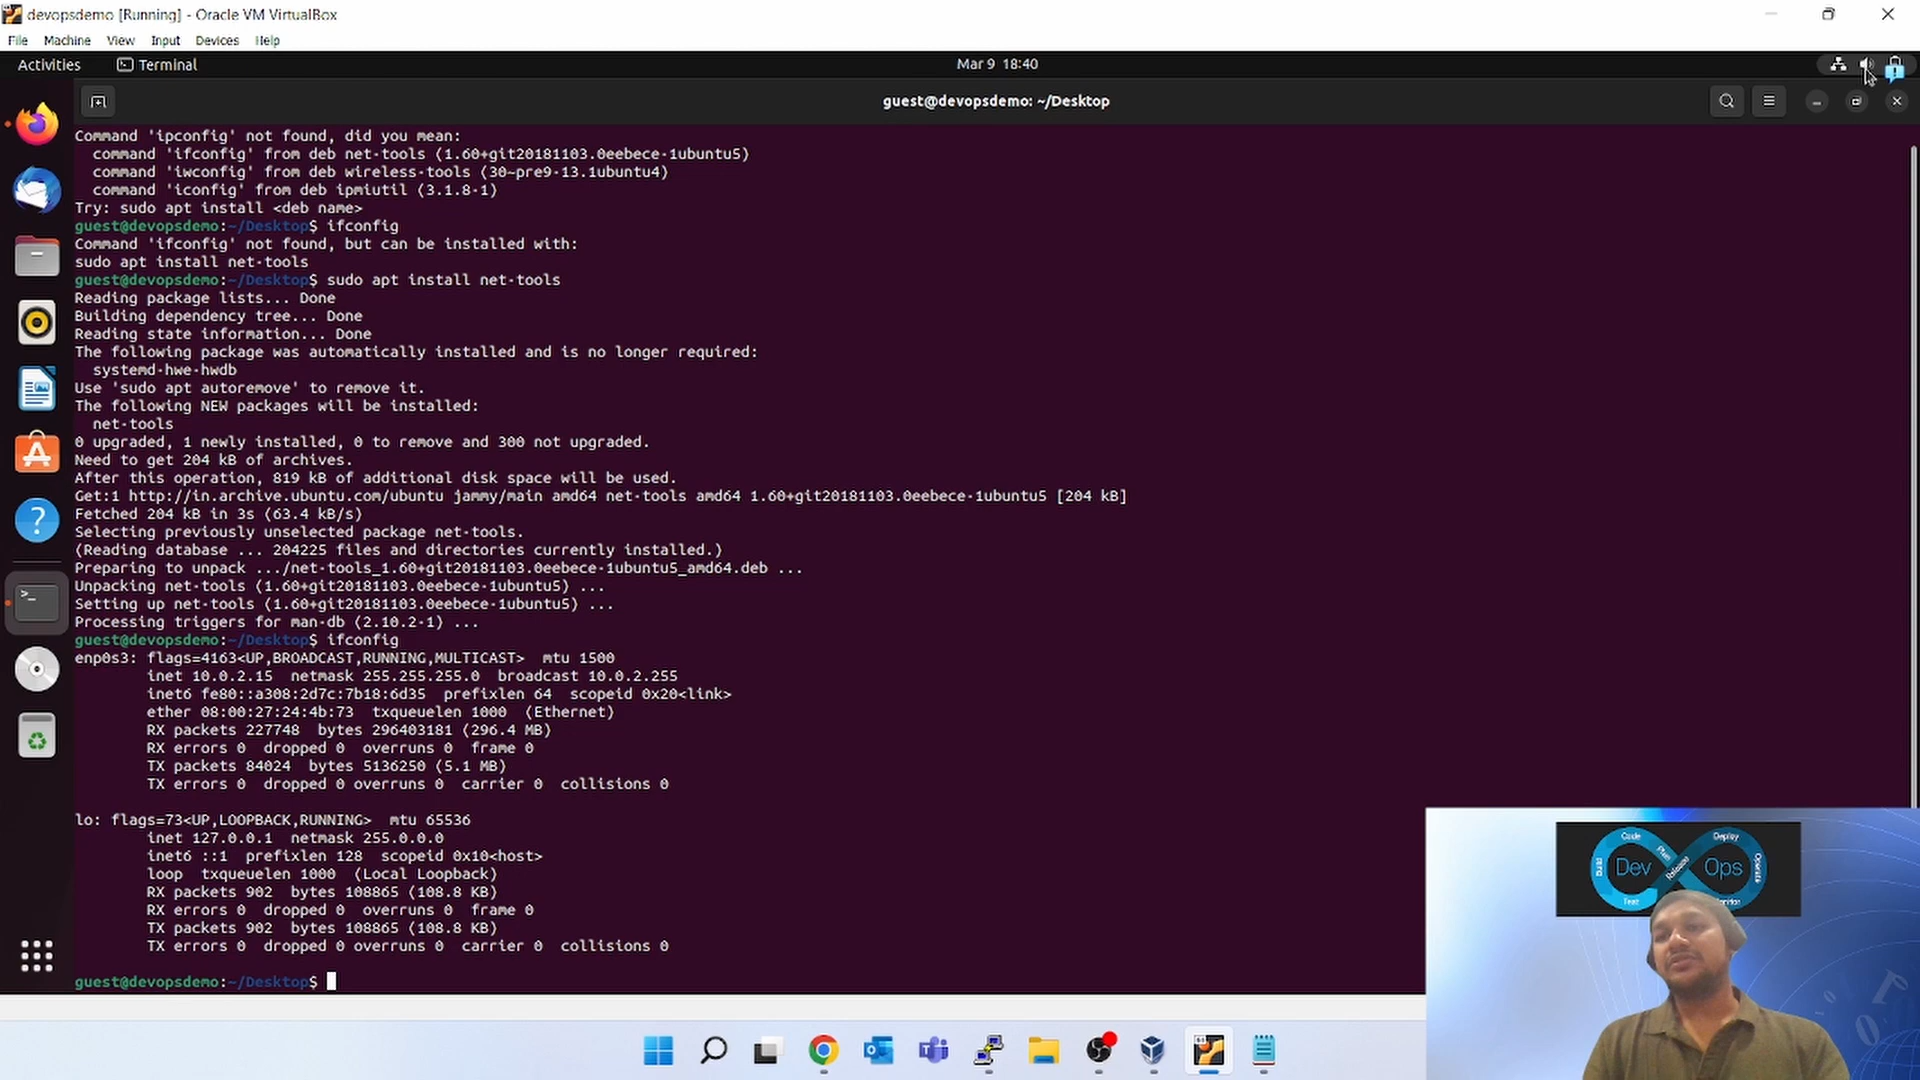 devopsdemo [Running] - Oracle VM VirtualBox
File Machine View Input Devices Help
Activities Terminal Mar 9 18:40
guest@devopsdemo: ~/Desktop
Command 'ipconfig' not found, did you mean:
command 'ifconfig' from deb net-tools (1.60+git20181103.0eebece-1ubuntu5)
command 'iwconfig' from deb wireless-tools (30~pre9-13.1ubuntu4)
command 'iconfig' from deb ipmiutil (3.1.8-1)
Try: sudo apt install <deb name>
guest@devopsdemo:~/Desktop$ ifconfig
Command 'ifconfig' not found, but can be installed with:
sudo apt install net-tools
guest@devopsdemo:~/Desktop$ sudo apt install net-tools
Reading package lists... Done
Building dependency tree... Done
Reading state information... Done
The following package was automatically installed and is no longer required:
systemd-hwe-hwdb
Use 'sudo apt autoremove' to remove it.
The following NEW packages will be installed:
net-tools
0 upgraded, 1 newly installed, 0 to remove and 300 not upgraded.
Need to get 204 kB of archives.
After this operation, 819 kB of additional disk space will be used.
Get:1 http://in.archive.ubuntu.com/ubuntu jammy/main amd64 net-tools amd64 1.60+git20181103.0eebece-1ubuntu5 [204 kB]
Fetched 204 kB in 3s (63.4 kB/s)
Selecting previously unselected package net-tools.
(Reading database ... 204225 files and directories currently installed.)
Preparing to unpack .../net-tools_1.60+git20181103.0eebece-1ubuntu5_amd64.deb ...
Unpacking net-tools (1.60+git20181103.0eebece-1ubuntu5) ...
Setting up net-tools (1.60+git20181103.0eebece-1ubuntu5) ...
Processing triggers for man-db (2.10.2-1) ...
guest@devopsdemo:~/Desktop$ ifconfig
enp0s3: flags=4163<UP,BROADCAST,RUNNING,MULTICAST> mtu 1500
inet 10.0.2.15 netmask 255.255.255.0 broadcast 10.0.2.255
inet6 fe80::a308:2d7c:7b18:6d35 prefixlen 64 scopeid 0x20<link>
ether 08:00:27:24:4b:73 txqueuelen 1000 (Ethernet)
RX packets 227748 bytes 296403181 (296.4 MB)
RX errors 0 dropped 0 overruns 0 frame 0
TX packets 84024 bytes 5136250 (5.1 MB)
TX errors 0 dropped 0 overruns 0 carrier 0 collisions 0
lo: flags=73<UP,LOOPBACK,RUNNING> mtu 65536
inet 127.0.0.1 netmask 255.0.0.0
inet6 ::1 prefixlen 128 scopeid 0x10<host>
loop txqueuelen 1000 (Local Loopback)
RX packets 902 bytes 108865 (108.8 KB)
RX errors 0 dropped 0 overruns 0 frame 0
TX packets 902 bytes 108865 (108.8 KB)
TX errors 0 dropped 0 overruns 0 carrier 0 collisions 0
guest@devopsdemo:~/Desktop$
Code Deploy
Dev Plan Release Ops Operate
Test